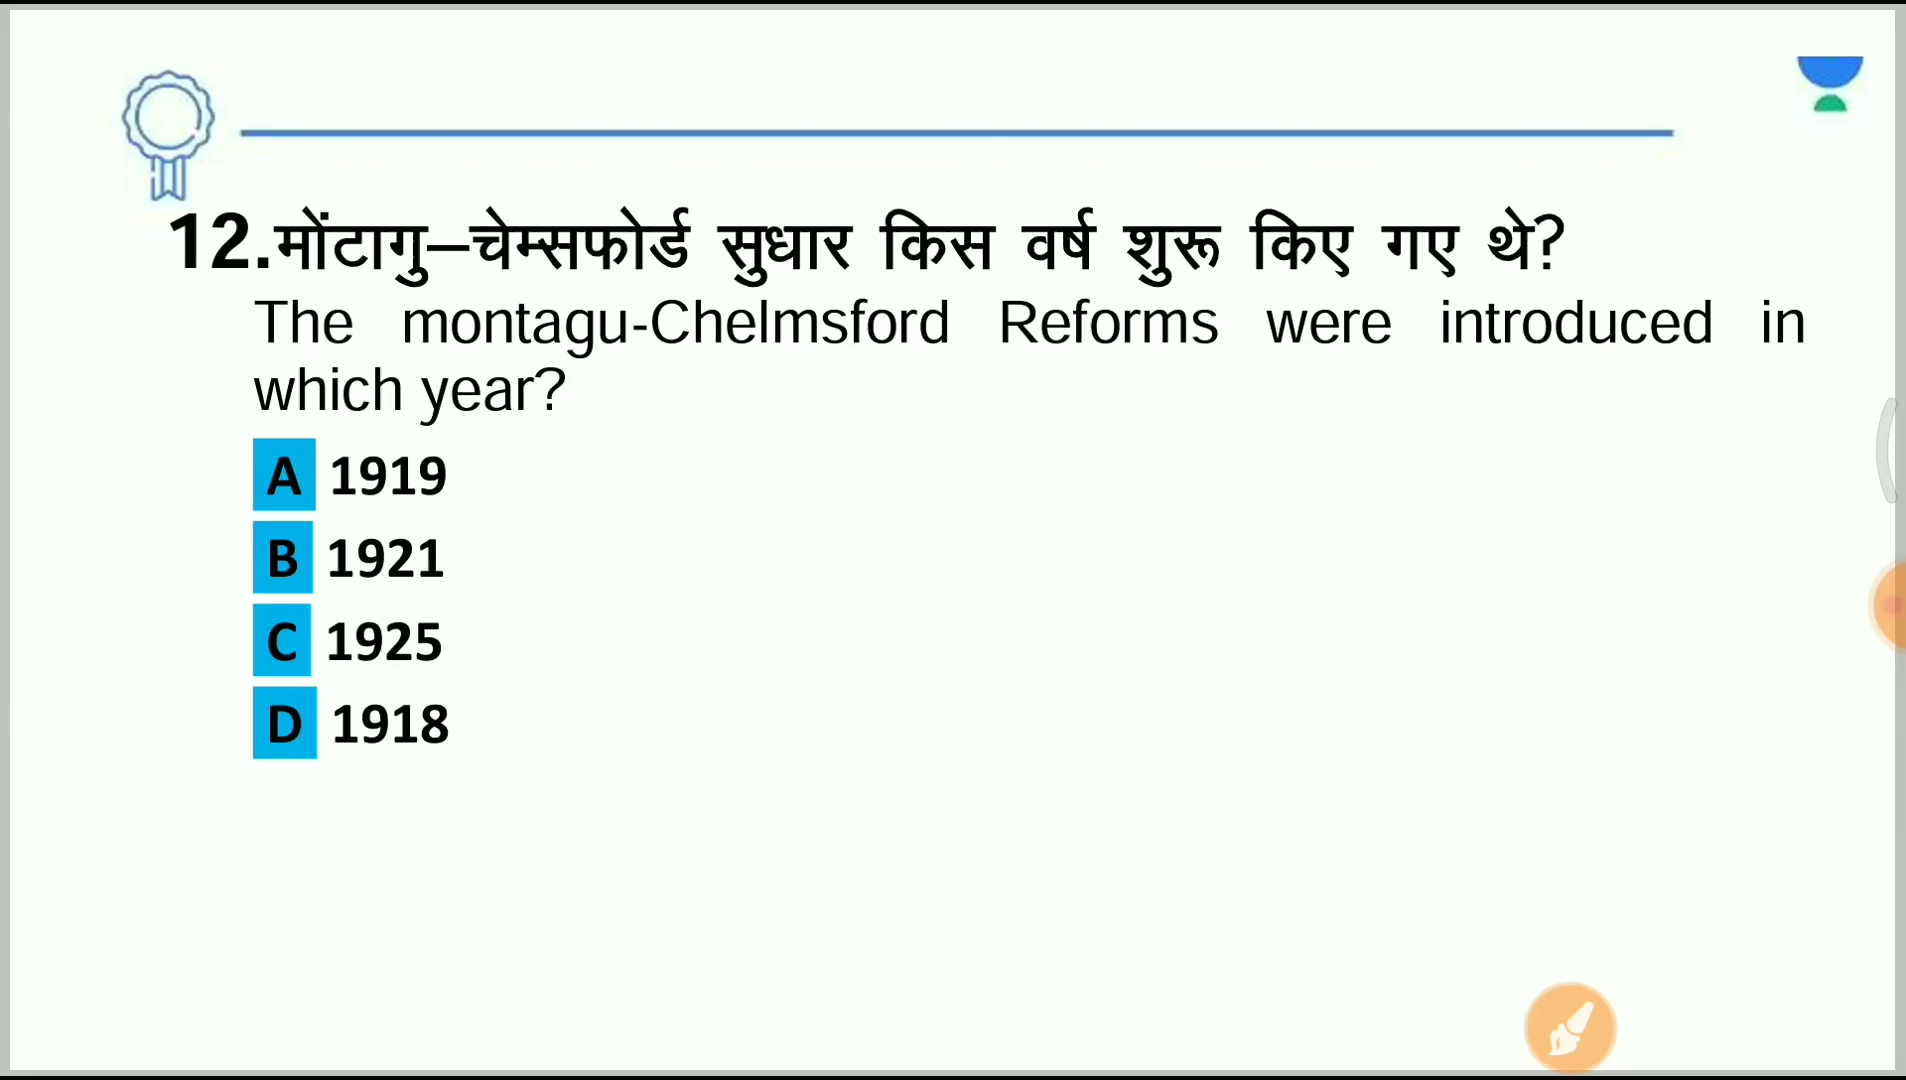 12.मोंटागु–चेम्सफोर्ड सुधार किस वर्ष शुरू किए गए थे?
The montagu-Chelmsford Reforms were introduced in
which year?
A 1919
B 1921
C 1925
D 1918